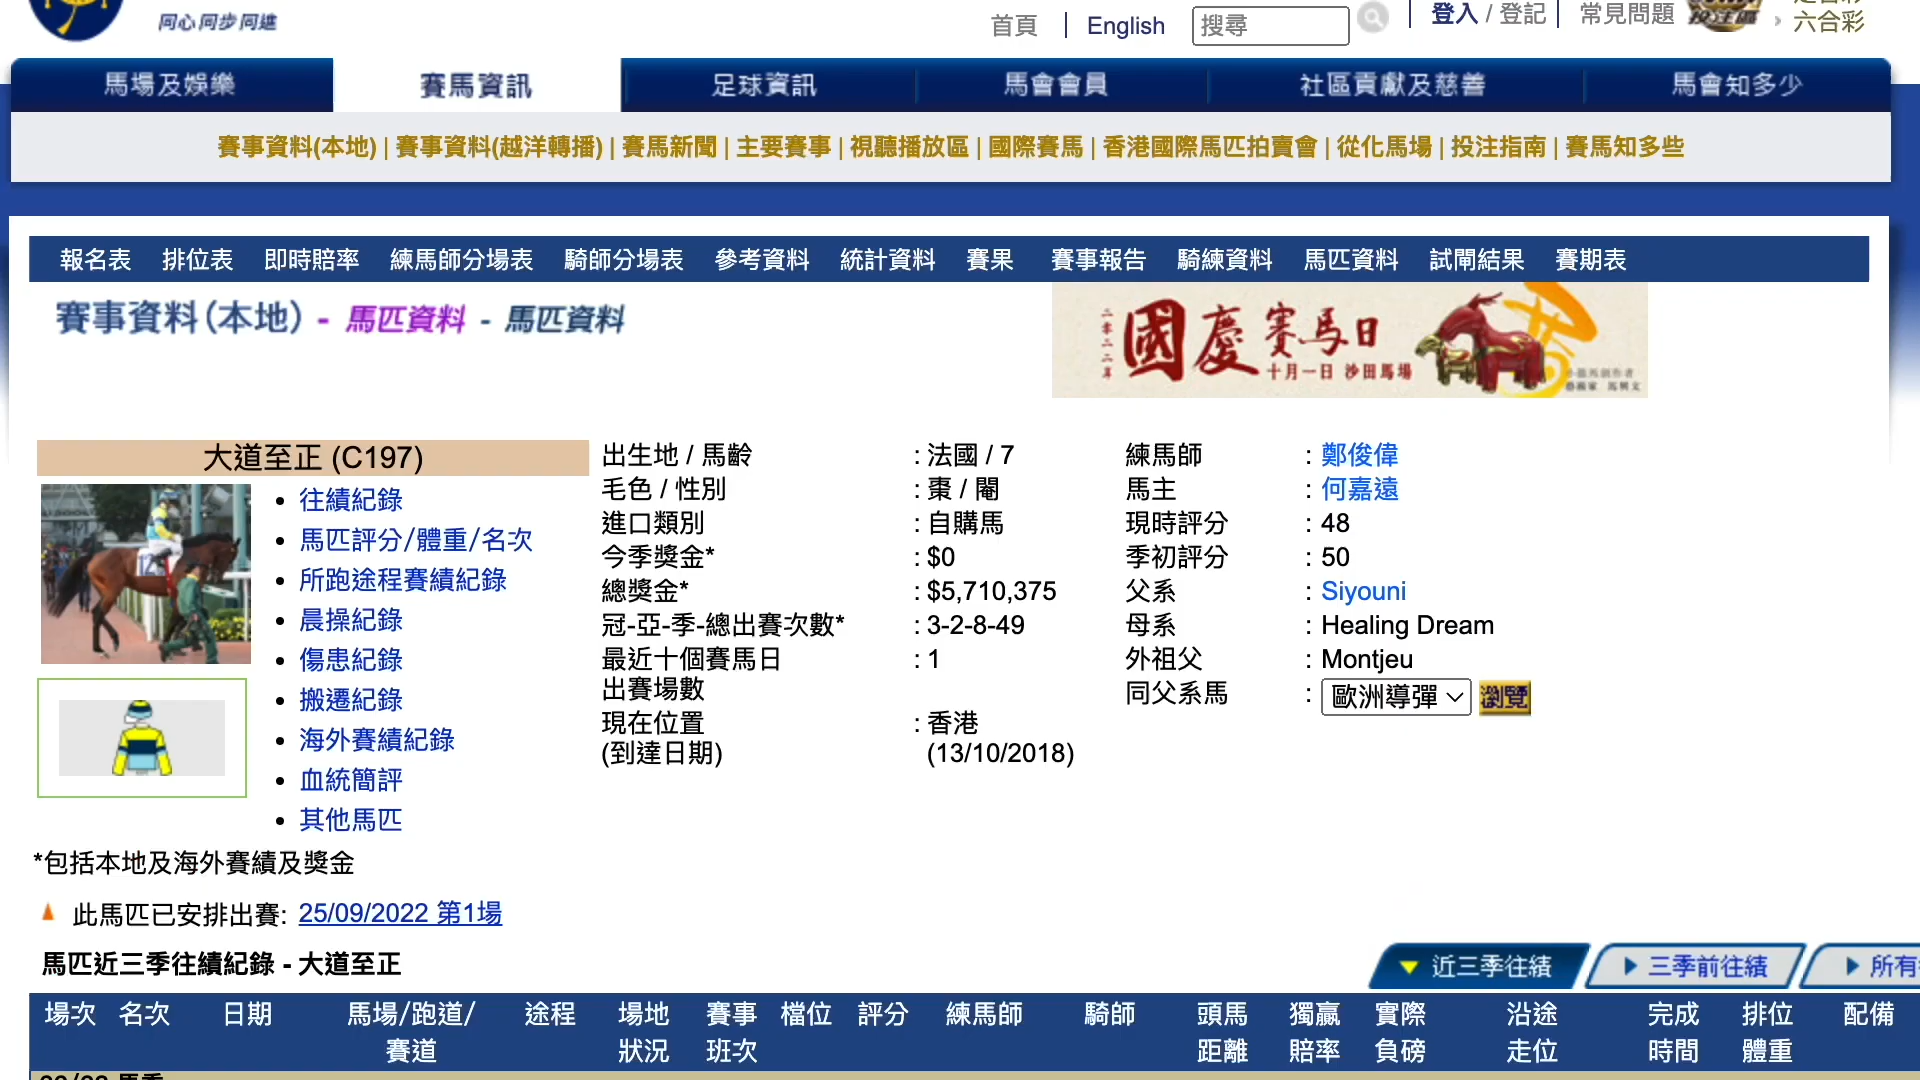 同心同步同進
首頁 | English 搜尋 | 登入 / 登記 | 常見問題 投注區 六合彩
馬場及娛樂 賽馬資訊 足球資訊 馬會會員 社區貢獻及慈善 馬會知多少
賽事資料(本地) | 賽事資料(越洋轉播) | 賽馬新聞 | 主要賽事 | 視聽播放區 | 國際賽馬 | 香港國際馬匹拍賣會 | 從化馬場 | 投注指南 | 賽馬知多些
報名表 排位表 即時賠率 練馬師分場表 騎師分場表 參考資料 統計資料 賽果 賽事報告 騎練資料 馬匹資料 試閘結果 賽期表
賽事資料(本地) - 馬匹資料 - 馬匹資料
二零二二年 國慶賽馬日
十月一日 沙田馬場
大道至正 (C197)
往績紀錄
馬匹評分/體重/名次
所跑途程賽績紀錄
晨操紀錄
傷患紀錄
搬遷紀錄
海外賽績紀錄
血統簡評
其他馬匹
出生地 / 馬齡 : 法國 / 7
毛色 / 性別 : 棗 / 閹
進口類別 : 自購馬
今季獎金* : $0
總獎金* : $5,710,375
冠-亞-季-總出賽次數* : 3-2-8-49
最近十個賽馬日 : 1
出賽場數
現在位置 : 香港
(到達日期) (13/10/2018)
練馬師 : 鄭俊偉
馬主 : 何嘉遠
現時評分 : 48
季初評分 : 50
父系 : Siyouni
母系 : Healing Dream
外祖父 : Montjeu
同父系馬 : 歐洲導彈 瀏覽
*包括本地及海外賽績及獎金
此馬匹已安排出賽: 25/09/2022 第1場
馬匹近三季往績紀錄 - 大道至正
近三季往績 三季前往績 所有
場次 名次 日期 馬場/跑道/ 途程 場地 賽事 檔位 評分 練馬師 騎師 頭馬 獨贏 實際 沿途 完成 排位 配備
賽道 狀況 班次 距離 賠率 負磅 走位 時間 體重